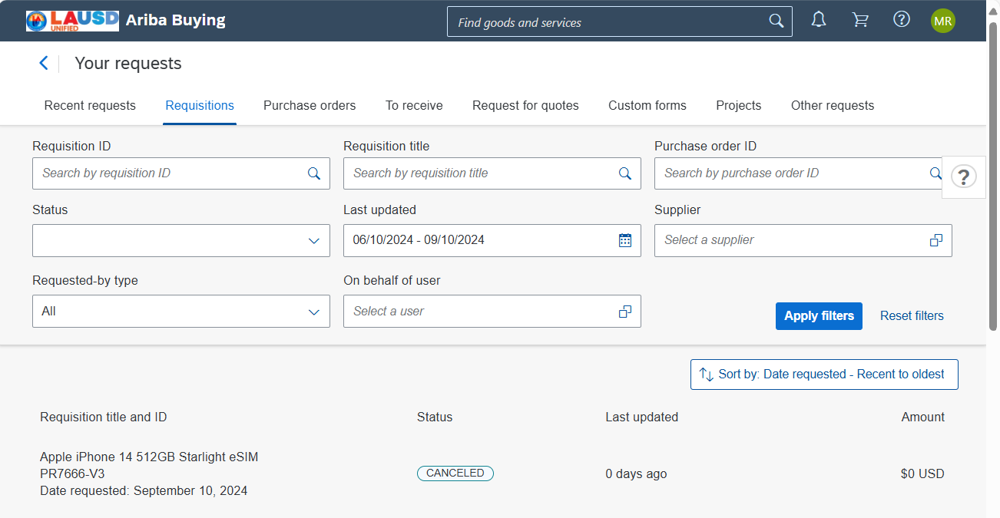 LAUSD
UNIFIED
Ariba Buying
Find goods and services
MR
Your requests
Recent requests
Requisitions
Purchase orders
To receive
Request for quotes
Custom forms
Projects
Other requests
Requisition ID
Requisition title
Purchase order ID
Search by requisition ID
Search by requisition title
Search by purchase order ID
?
Status
Last updated
Supplier
06/10/2024 - 09/10/2024
Select a supplier
Requested-by type
On behalf of user
All
Select a user
Apply filters
Reset filters
Sort by: Date requested - Recent to oldest
Requisition title and ID
Status
Last updated
Amount
Apple iPhone 14 512GB Starlight eSIM
PR7666-V3
Date requested: September 10, 2024
CANCELED
0 days ago
$0 USD